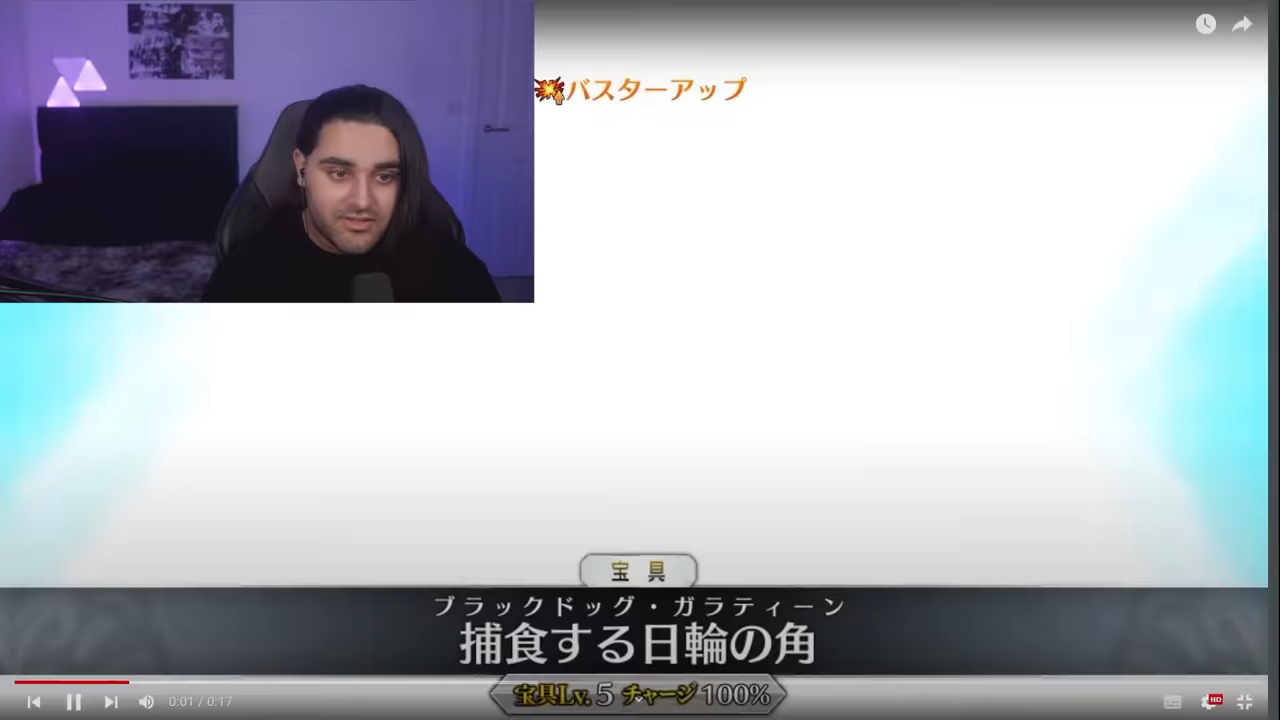 バスターアップ
宝具
ブラックドッグ・ガラティーン
捕食する日輪の角
宝具Lv.5 チャージ100%
0:01 / 0:17
HD